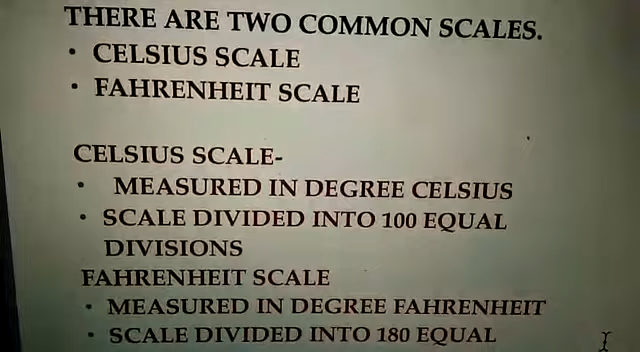 THERE ARE TWO COMMON SCALES.
• CELSIUS SCALE
• FAHRENHEIT SCALE
CELSIUS SCALE-
• MEASURED IN DEGREE CELSIUS
• SCALE DIVIDED INTO 100 EQUAL
DIVISIONS
FAHRENHEIT SCALE
• MEASURED IN DEGREE FAHRENHEIT
• SCALE DIVIDED INTO 180 EQUAL